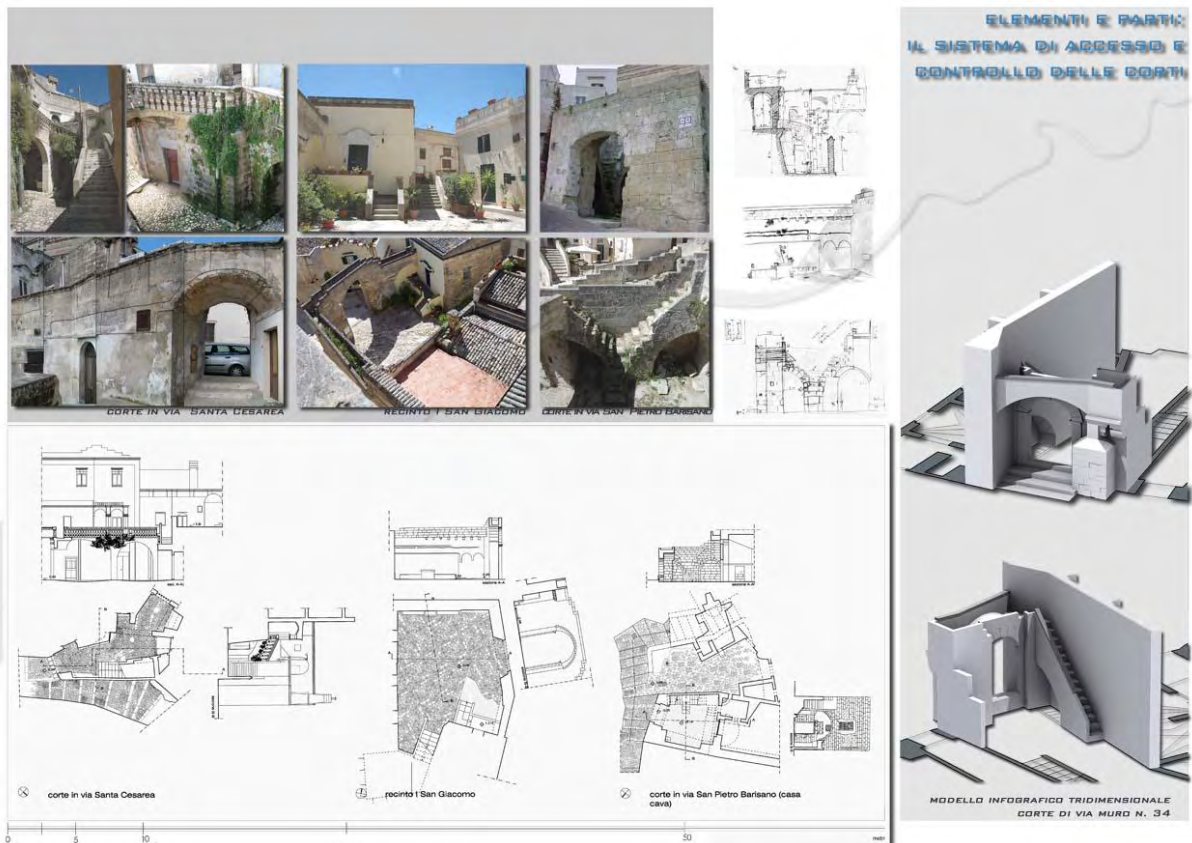 ELEMENTI E PARTI:
IL SISTEMA DI ACCESSO E
CONTROLLO DELLE CORTI
CORTE IN VIA SANTA CESAREA
RECINTO I SAN GIACOMO
CORTE IN VIA SAN PIETRO BARISANO
corte in via Santa Cesarea
recinto I San Giacomo
corte in via San Pietro Barisano (casa
cava)
MODELLO INFOGRAFICO TRIDIMENSIONALE
CORTE DI VIA MURO N. 34
0
5
10
50
metri